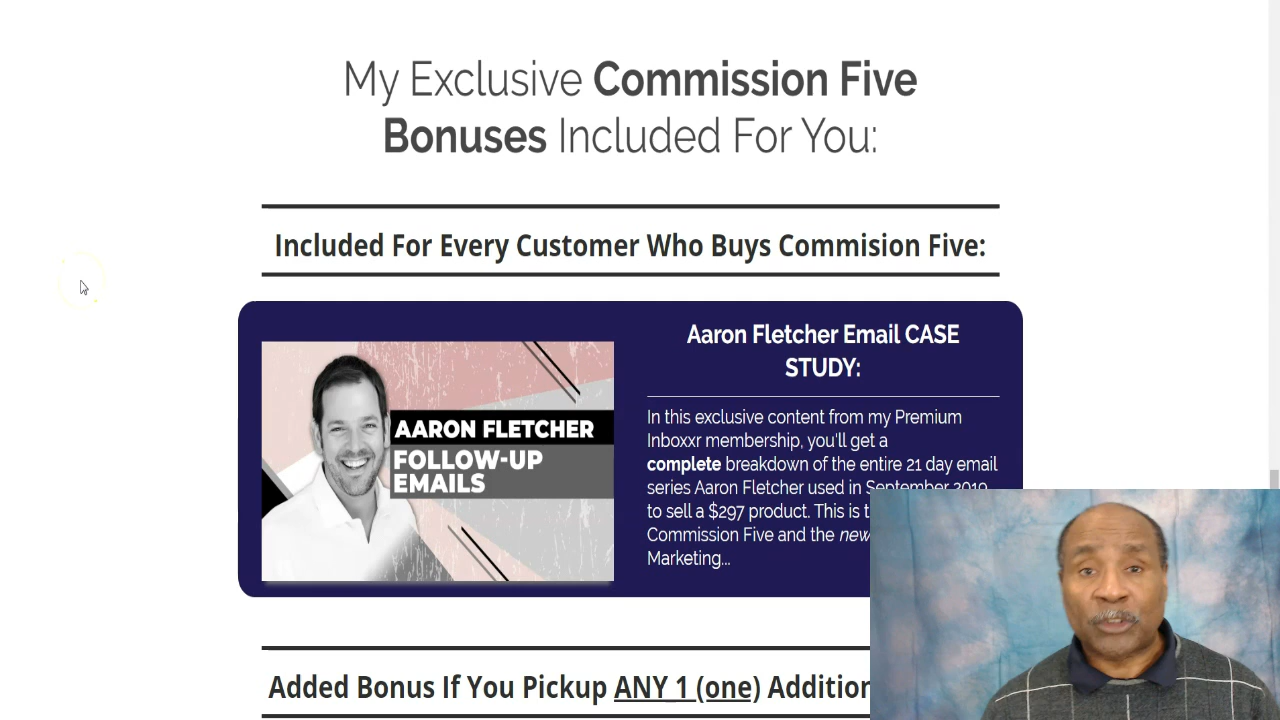 My Exclusive Commission Five
Bonuses Included For You:
Included For Every Customer Who Buys Commision Five:
AARON FLETCHER
FOLLOW-UP
EMAILS
Aaron Fletcher Email CASE
STUDY:
In this exclusive content from my Premium
Inboxxr membership, you'll get a
complete breakdown of the entire 21 day email
series Aaron Fletcher used in September 2019
to sell a $297 product. This is
Commission Five and the new
Marketing...
Added Bonus If You Pickup ANY 1 (one)